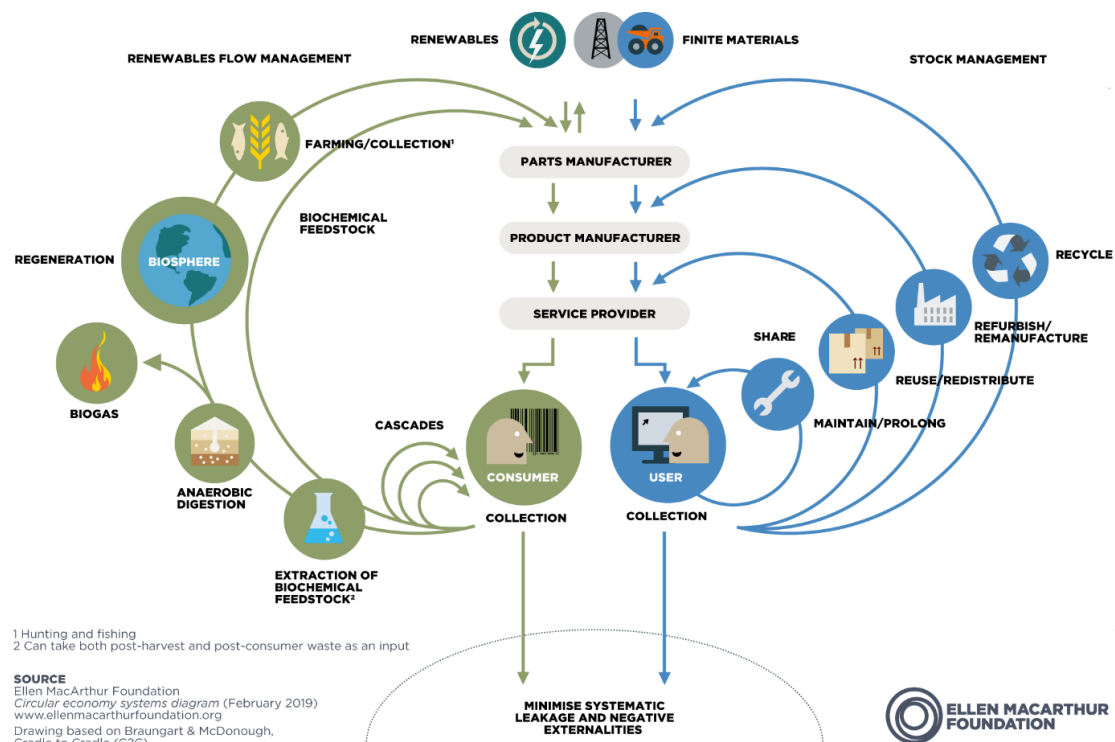 RENEWABLES
FINITE MATERIALS
RENEWABLES FLOW MANAGEMENT
STOCK MANAGEMENT
PARTS MANUFACTURER
PRODUCT MANUFACTURER
SERVICE PROVIDER
FARMING/COLLECTION¹
BIOCHEMICAL
FEEDSTOCK
REGENERATION
BIOSPHERE
BIOGAS
ANAEROBIC
DIGESTION
EXTRACTION OF
BIOCHEMICAL
FEEDSTOCK²
CASCADES
CONSUMER
COLLECTION
USER
COLLECTION
SHARE
MAINTAIN/PROLONG
REUSE/REDISTRIBUTE
REFURBISH/
REMANUFACTURE
RECYCLE
MINIMISE SYSTEMATIC
LEAKAGE AND NEGATIVE
EXTERNALITIES
1 Hunting and fishing
2 Can take both post-harvest and post-consumer waste as an input
SOURCE
Ellen MacArthur Foundation
Circular economy systems diagram (February 2019)
www.ellenmacarthurfoundation.org
Drawing based on Braungart & McDonough,
Cradle to Cradle (C2C)
ELLEN MACARTHUR
FOUNDATION